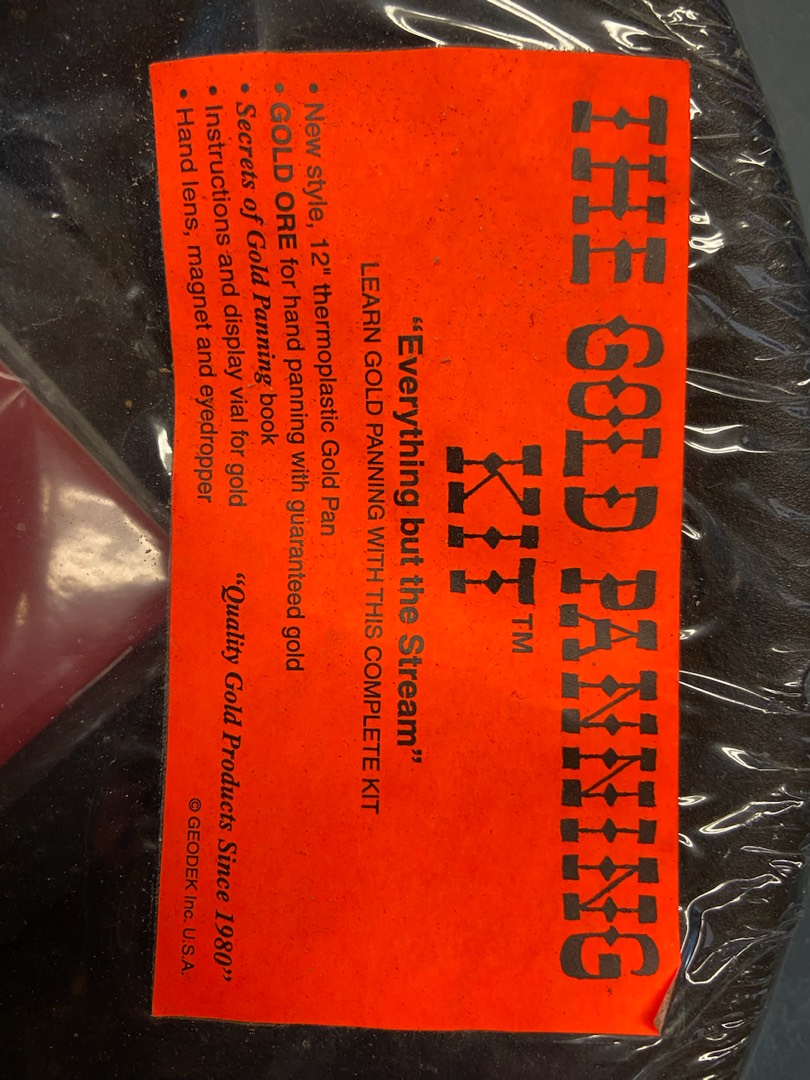 THE GOLD PANNING
KIT™
“Everything but the Stream”
LEARN GOLD PANNING WITH THIS COMPLETE KIT
• New style, 12" thermoplastic Gold Pan
• GOLD ORE for hand panning with guaranteed gold
• Secrets of Gold Panning book
• Instructions and display vial for gold
• Hand lens, magnet and eyedropper
“Quality Gold Products Since 1980”
© GEODEK Inc. U.S.A.